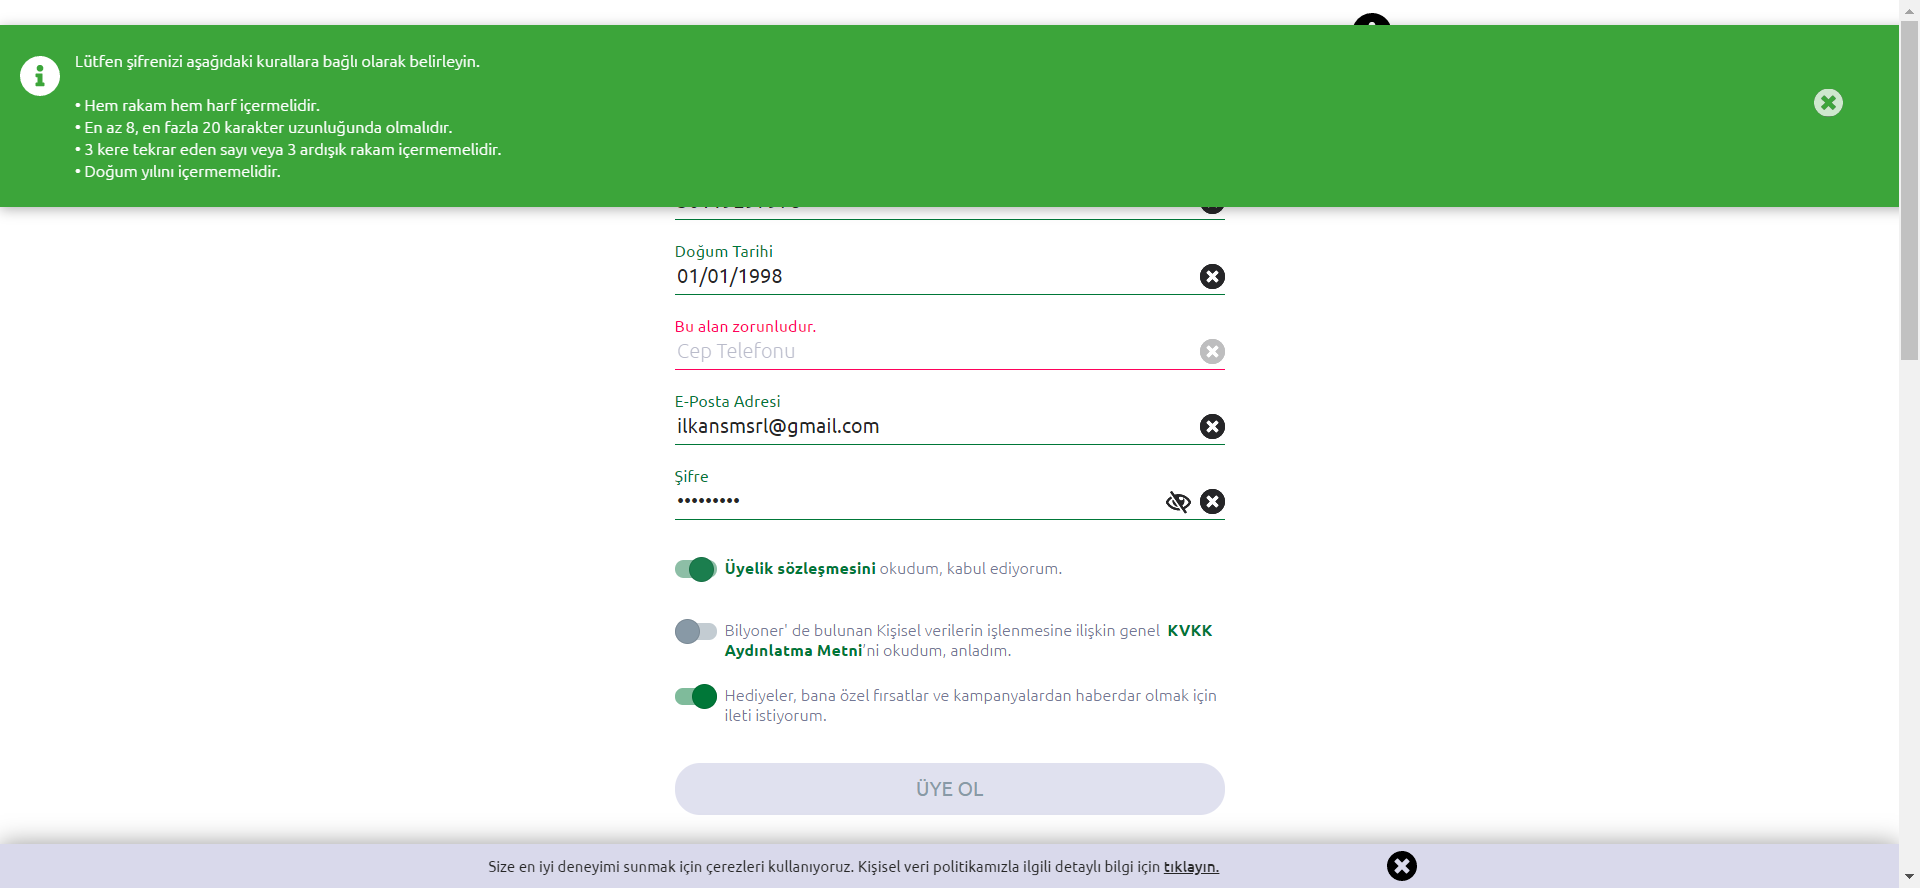 Lütfen şifrenizi aşağıdaki kurallara bağlı olarak belirleyin.
• Hem rakam hem harf içermelidir.
• En az 8, en fazla 20 karakter uzunluğunda olmalıdır.
• 3 kere tekrar eden sayı veya 3 ardışık rakam içermemelidir.
• Doğum yılını içermemelidir.
Doğum Tarihi
01/01/1998
Bu alan zorunludur.
Cep Telefonu
E-Posta Adresi
ilkansmsrl@gmail.com
Şifre
•••••••••
Üyelik sözleşmesini okudum, kabul ediyorum.
Bilyoner' de bulunan Kişisel verilerin işlenmesine ilişkin genel KVKK
Aydınlatma Metni’ni okudum, anladım.
Hediyeler, bana özel fırsatlar ve kampanyalardan haberdar olmak için
ileti istiyorum.
ÜYE OL
Size en iyi deneyimi sunmak için çerezleri kullanıyoruz. Kişisel veri politikamızla ilgili detaylı bilgi için tıklayın.